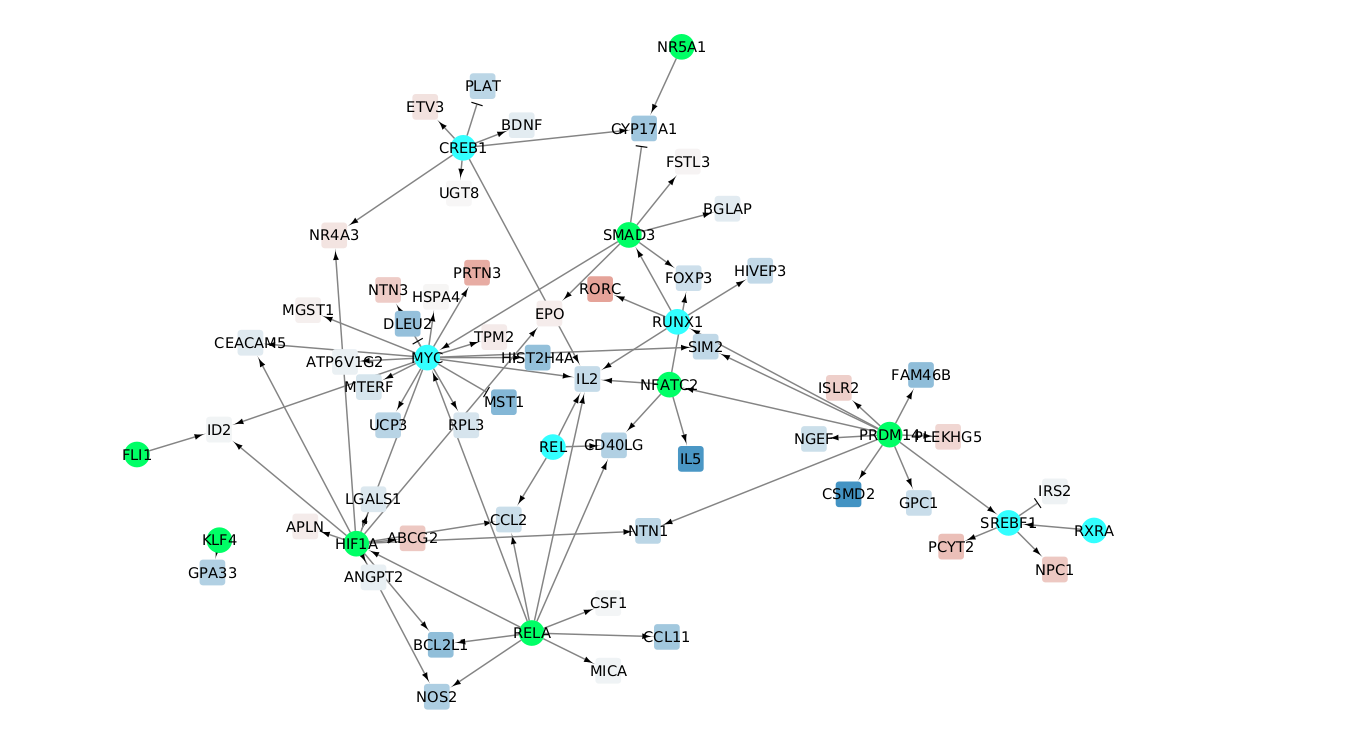 NR5A1
PLAT
ETV3
BDNF
CYP17A1
CREB1
FSTL3
UGT8
BGLAP
NR4A3
SMAD3
PRTN3
HIVEP3
FOXP3
NTN3
HSPA4
RORC
MGST1
EPO
DLEU2
RUNX1
TPM2
CEACAM5
SIM2
ATP6V1G2
MYC
HIST2H4A
FAM46B
IL2
MTERF
NFATC2
ISLR2
MST1
UCP3
RPL3
ID2
PRDM14
PLEKHG5
NGEF
FLI1
REL
CD40LG
IL5
CSMD2
IRS2
LGALS1
GPC1
CCL2
SREBF1
APLN
NTN1
RXRA
KLF4
HIF1A
ABCG2
PCYT2
GPA33
ANGPT2
NPC1
CSF1
RELA
CCL11
BCL2L1
MICA
NOS2